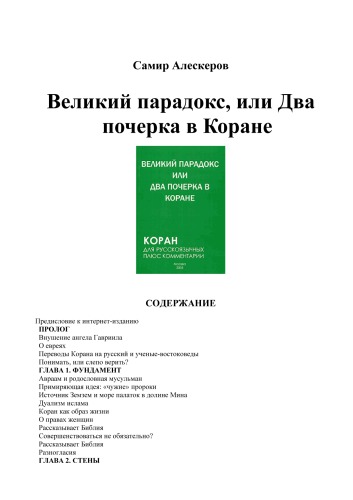 Самир Алескеров
Великий парадокс, или Два
почерка в Коране
ВЕЛИКИЙ ПАРАДОКС
ИЛИ
ДВА ПОЧЕРКА В
КОРАНЕ
КОРАН
ДЛЯ РУССКОЯЗЫЧНЫХ
ПЛЮС КОММЕНТАРИИ
СОДЕРЖАНИЕ
Предисловие к интернет-изданию
ПРОЛОГ
Внушение ангела Гавриила
О евреях
Переводы Корана на русский и ученые-востоковеды
Понимать, или слепо верить?
ГЛАВА 1. ФУНДАМЕНТ
Авраам и родословная мусульман
Примиряющая идея: «чужие» пророки
Источник Земзем и море палаток в долине Мина
Дуализм ислама
Коран как образ жизни
О правах женщин
Рассказывает Библия
Совершенствоваться не обязательно?
Рассказывает Библия
Разногласия
ГЛАВА 2. СТЕНЫ